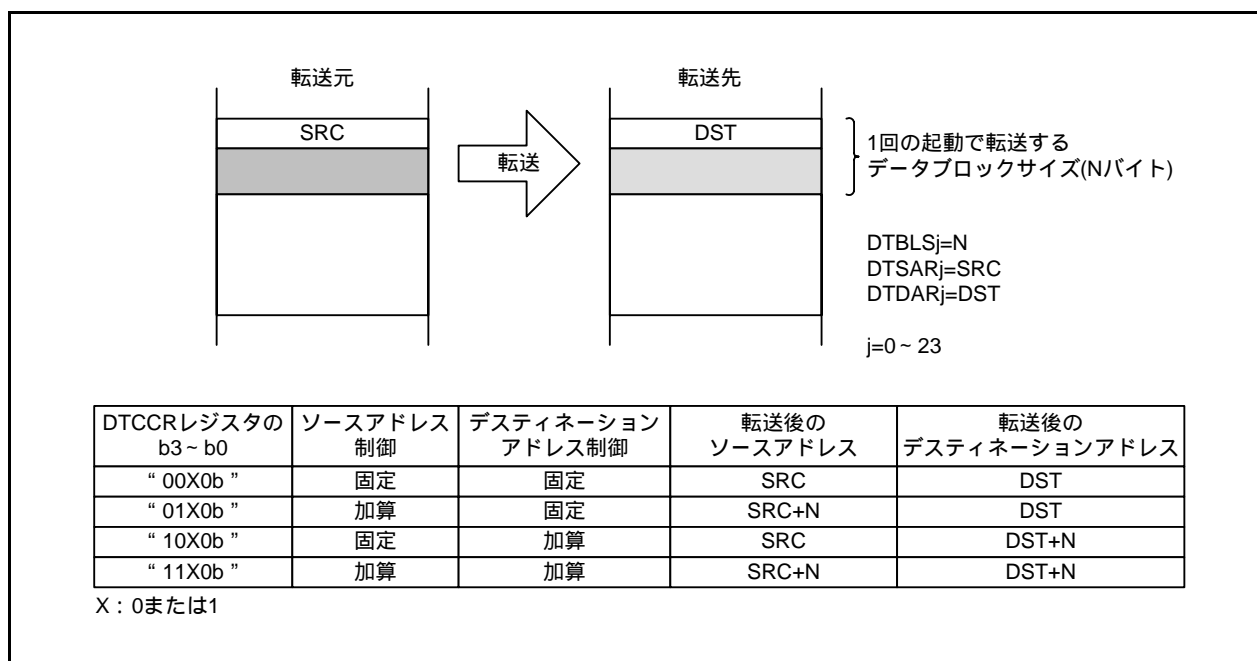 転送元
転送先
SRC
転送
DST
1回の起動で転送する
データブロックサイズ(Nバイト)
DTBLSj=N
DTSARj=SRC
DTDARj=DST
j=0~23
DTCCRレジスタの
b3~b0
ソースアドレス
制御
デスティネーション
アドレス制御
転送後の
ソースアドレス
転送後の
デスティネーションアドレス
“ 00X0b ” 固定 固定 SRC DST
“ 01X0b ” 加算 固定 SRC+N DST
“ 10X0b ” 固定 加算 SRC DST+N
“ 11X0b ” 加算 加算 SRC+N DST+N
X:0または1